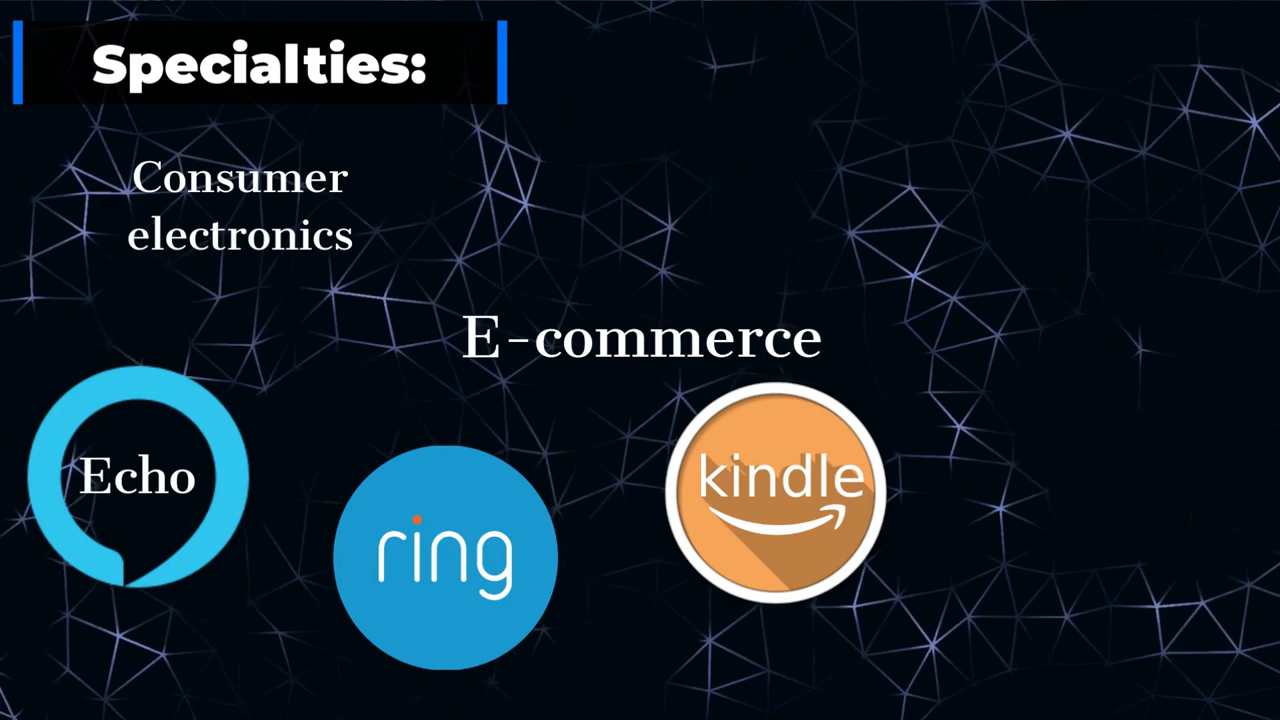 Specialties:
Consumer
electronics
E-commerce
Echo
ring
kindle